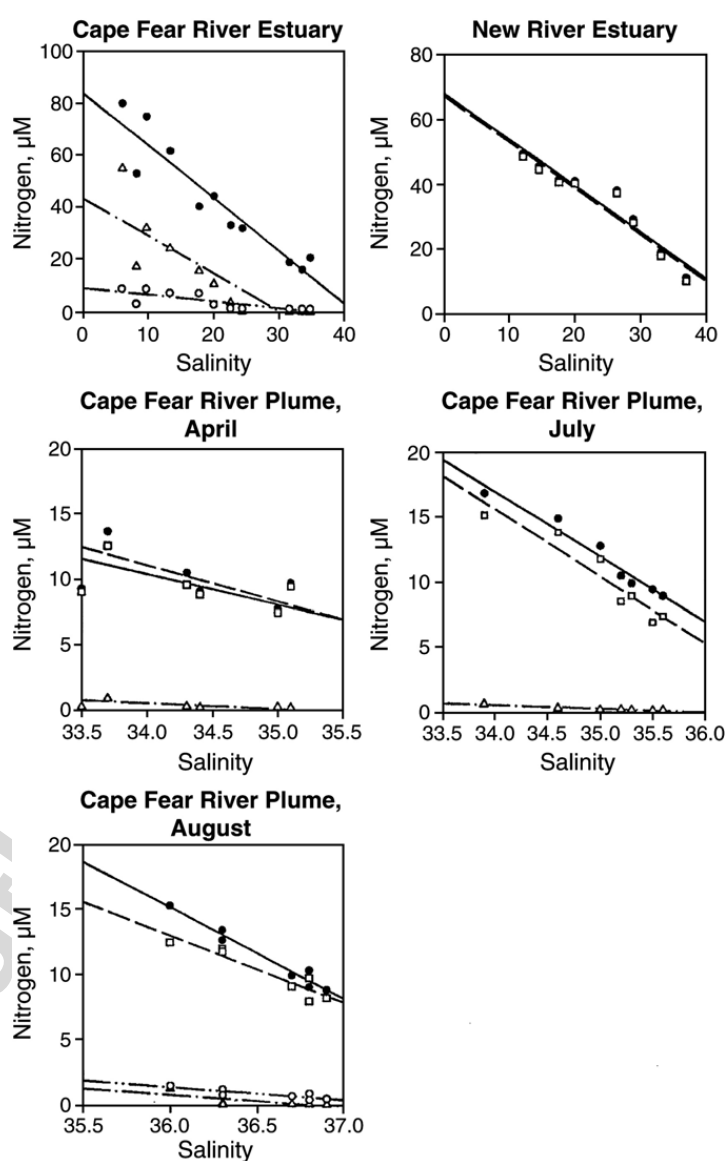 Cape Fear River Estuary
100
80
60
40
20
0
Nitrogen, µM
0 10 20 30 40
Salinity
New River Estuary
80
60
40
20
0
Nitrogen, µM
0 10 20 30 40
Salinity
Cape Fear River Plume,
April
20
15
10
5
0
Nitrogen, µM
33.5 34.0 34.5 35.0 35.5
Salinity
Cape Fear River Plume,
July
20
15
10
5
0
Nitrogen, µM
33.5 34.0 34.5 35.0 35.5 36.0
Salinity
Cape Fear River Plume,
August
20
15
10
5
0
Nitrogen, µM
35.5 36.0 36.5 37.0
Salinity